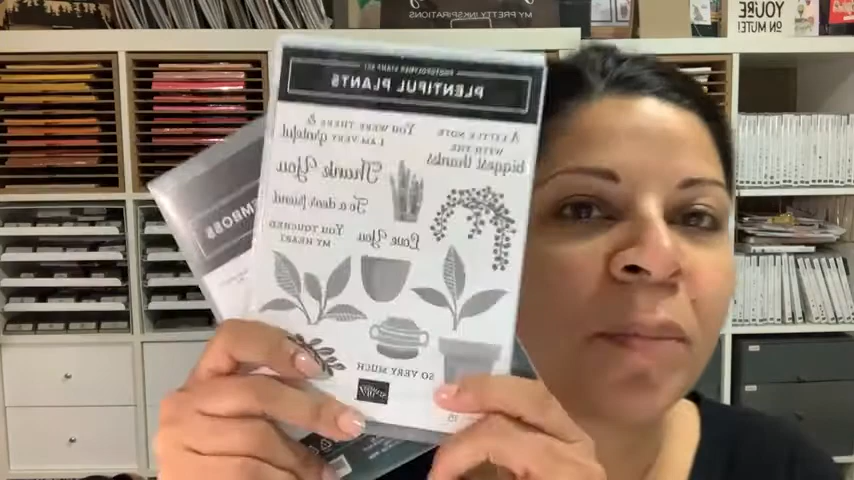 MY PRETTY INKSPIRATIONS
YOU'RE
ON MUTE!
PHOTOPOLYMER STAMP SET
PLENTIFUL PLANTS
A LITTLE NOTE
WITH THE
biggest thanks
YOU WERE THERE &
I AM VERY grateful
Thank You
To a dear friend
Love You
YOU TOUCHED
MY HEART
SO VERY MUCH
15
EMBOSS